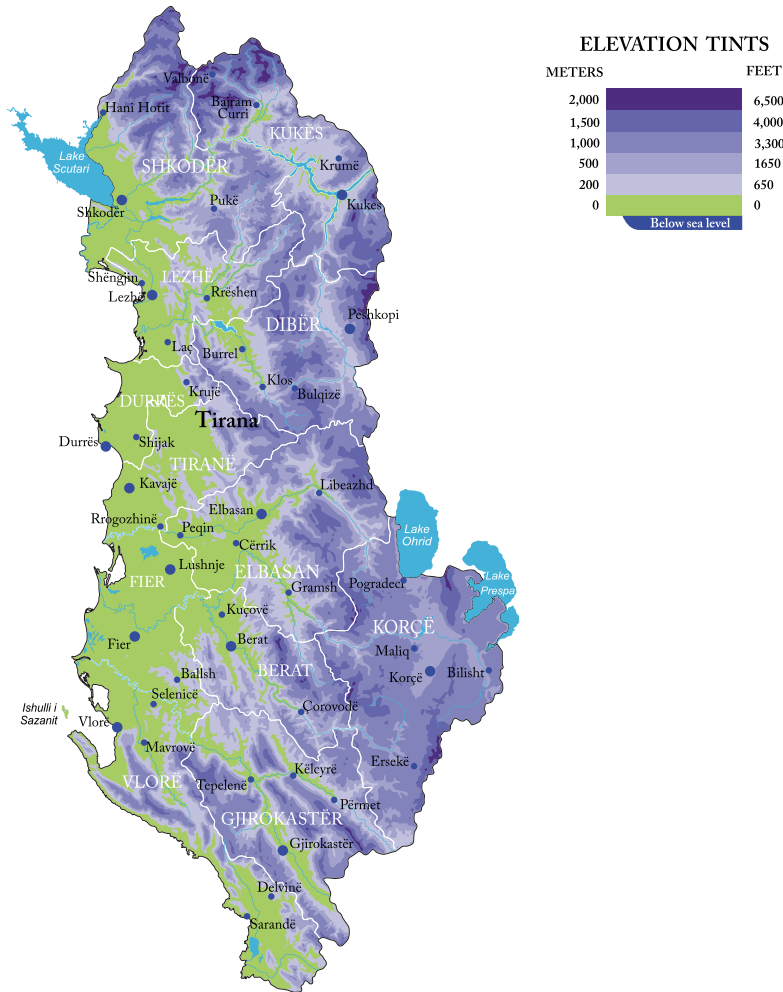 ELEVATION TINTS
METERS
FEET
2,000
6,500
1,500
4,000
1,000
3,300
500
1650
200
650
0
0
Below sea level
Valbonë
Hani Hotit
Bajram
Curri
KUKËS
Lake
Scutari
SHKODËR
Krumë
Shkodër
Pukë
Kukes
Shëngjin
LEZHË
Lezhë
Rrëshen
DIBËR
Peshkopi
Laç
Burrel
Klos
Krujë
Bulqizë
DURRËS
Tirana
Durrës
Shijak
TIRANË
Kavajë
Libeazhd
Rrogozhinë
Elbasan
Peqin
Lake
Ohrid
Cërrik
Lushnje
ELBASAN
Lake
Prespa
FIER
Gramsh
Pogradecr
Kuçovë
KORÇË
Fier
Berat
Maliq
BERAT
Korçë
Bilisht
Ballsh
Selenicë
Ishulli i
Sazanit
Çorovodë
Vlorë
Mavrovë
Ersekë
VLORË
Këlcyrë
Tepelenë
Përmet
GJIROKASTËR
Gjirokastër
Delvinë
Sarandë